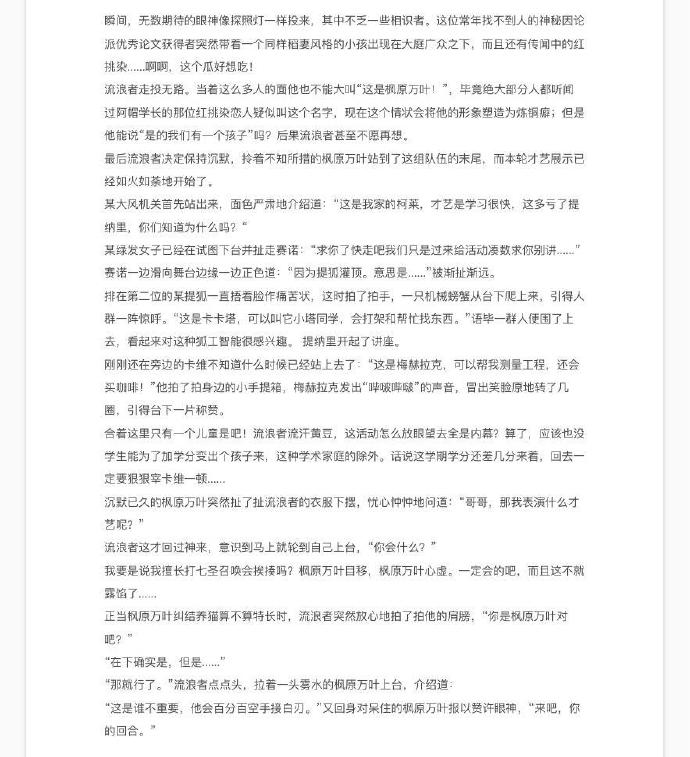 瞬间，无数期待的眼神像探照灯一样投来，其中不乏一些相识者。这位常年找不到人的神秘因论
派优秀论文获得者突然带着一个同样稻妻风格的小孩出现在大庭广众之下，而且还有传闻中的红
挑染……啊啊，这个瓜好想吃！
流浪者走投无路。当着这么多人的面他也不能大叫“这是枫原万叶！”，毕竟绝大部分人都听闻
过阿帽学长的那位红挑染恋人疑似叫这个名字，现在这个情状会将他的形象塑造为炼铜癖；但是
他能说“是的我们有一个孩子”吗？后果流浪者甚至不愿再想。
最后流浪者决定保持沉默，拎着不知所措的枫原万叶站到了这组队伍的末尾，而本轮才艺展示已
经如火如荼地开始了。
某大风机关首先站出来，面色严肃地介绍道：“这是我家的柯莱，才艺是学习很快，这多亏了提
纳里，你们知道为什么吗？“
某绿发女子已经在试图下台并扯走赛诺：“求你了快走吧我们只是过来给活动凑数求你别讲……”
赛诺一边滑向舞台边缘一边正色道：“因为提狐灌顶。意思是……”被渐扯渐远。
排在第二位的某提狐一直捂着脸作痛苦状，这时拍了拍手，一只机械螃蟹从台下爬上来，引得人
群一阵惊呼。“这是卡卡塔，可以叫它小塔同学，会打架和帮忙找东西。”语毕一群人便围了上
去，看起来对这种狐工智能很感兴趣。 提纳里开起了讲座。
刚刚还在旁边的卡维不知道什么时候已经站上去了：“这是梅赫拉克，可以帮我测量工程，还会
买咖啡！”他拍了拍身边的小手提箱，梅赫拉克发出“哔啵哔啵”的声音，冒出笑脸原地转了几
圈，引得台下一片称赞。
合着这里只有一个儿童是吧！流浪者流汗黄豆，这活动怎么放眼望去全是内幕？算了，应该也没
学生能为了加学分变出个孩子来，这种学术家庭的除外。话说这学期学分还差几分来着，回去一
定要狠狠宰卡维一顿……
沉默已久的枫原万叶突然扯了扯流浪者的衣服下摆，忧心忡忡地问道：“哥哥，那我表演什么才
艺呢？”
流浪者这才回过神来，意识到马上就轮到自己上台，“你会什么？”
我要是说我擅长打七圣召唤会挨揍吗？枫原万叶目移，枫原万叶心虚。一定会的吧，而且这不就
露馅了……
正当枫原万叶纠结养猫算不算特长时，流浪者突然放心地拍了拍他的肩膀，“你是枫原万叶对
吧？”
“在下确实是，但是……”
“那就行了。”流浪者点点头，拉着一头雾水的枫原万叶上台，介绍道：
“这是谁不重要，他会百分百空手接白刃。”又回身对呆住的枫原万叶报以赞许眼神，“来吧，你
的回合。”